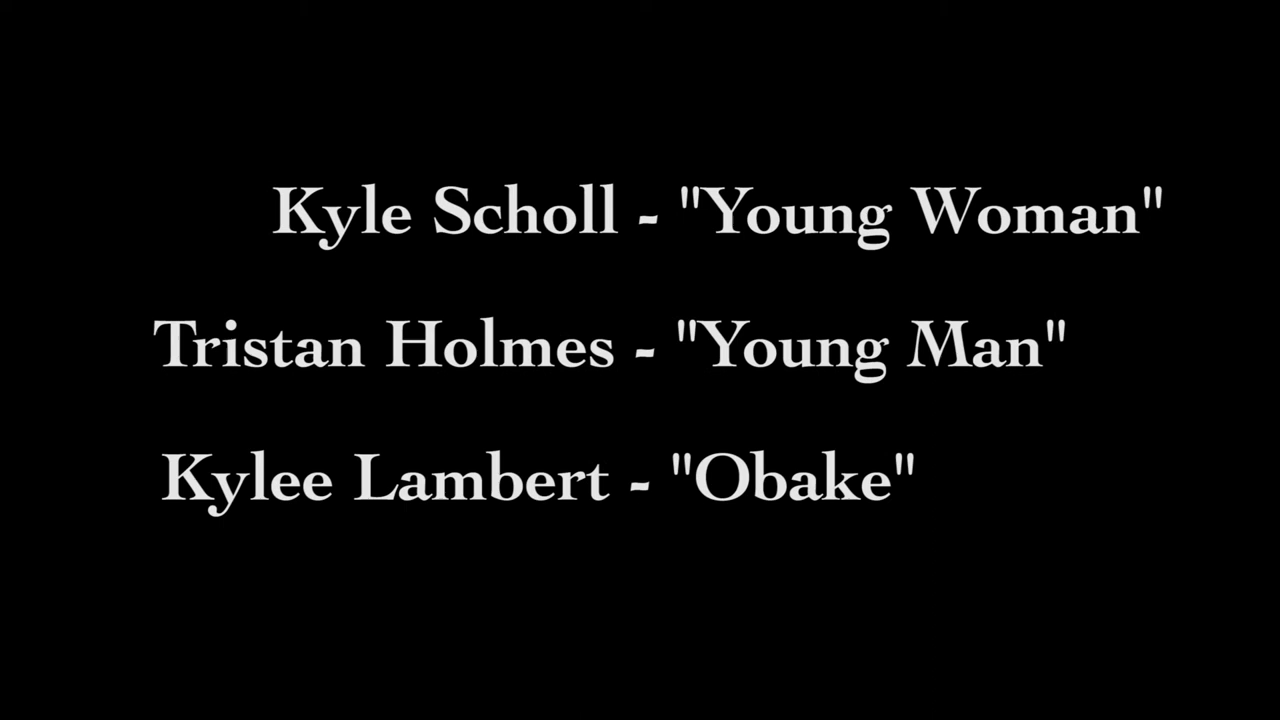 Kyle Scholl - "Young Woman"
Tristan Holmes - "Young Man"
Kylee Lambert - "Obake"